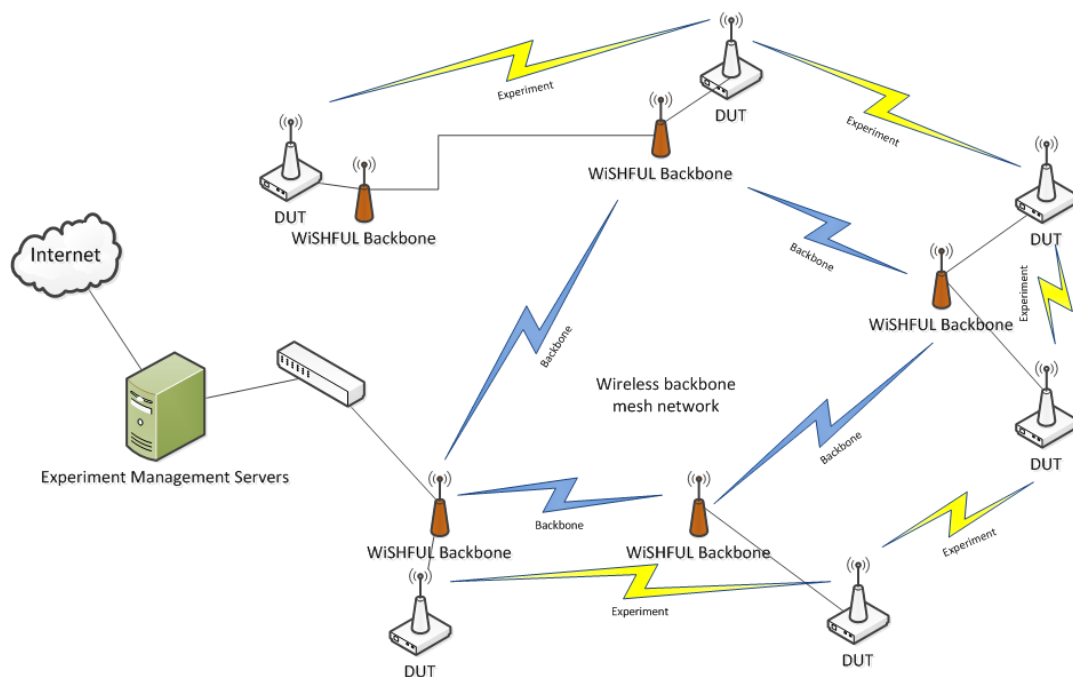 Experiment
DUT
Experiment
WiSHFUL Backbone
DUT
WiSHFUL Backbone
Internet
DUT
Backbone
Experiment
WiSHFUL Backbone
Backbone
Wireless backbone
mesh network
Backbone
DUT
Experiment Management Servers
Backbone
Experiment
WiSHFUL Backbone
WiSHFUL Backbone
Experiment
DUT
DUT